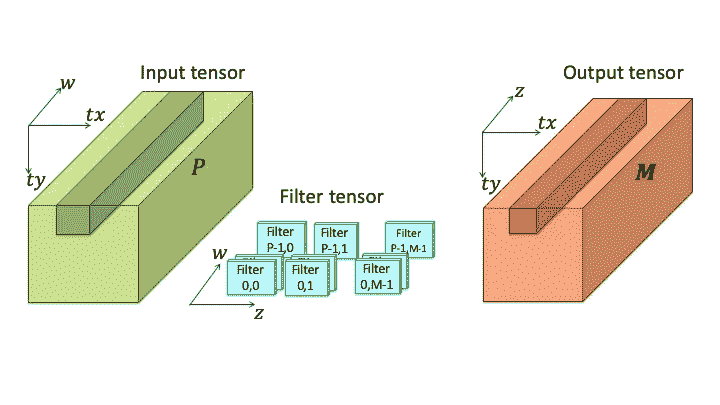 Input tensor
w
tx
ty
P
Filter tensor
Filter
P-1,0
Filter
P-1,1
Filter
P-1,M-1
w
Filter
0,0
Filter
0,1
Filter
0,M-1
z
Output tensor
z
tx
ty
M